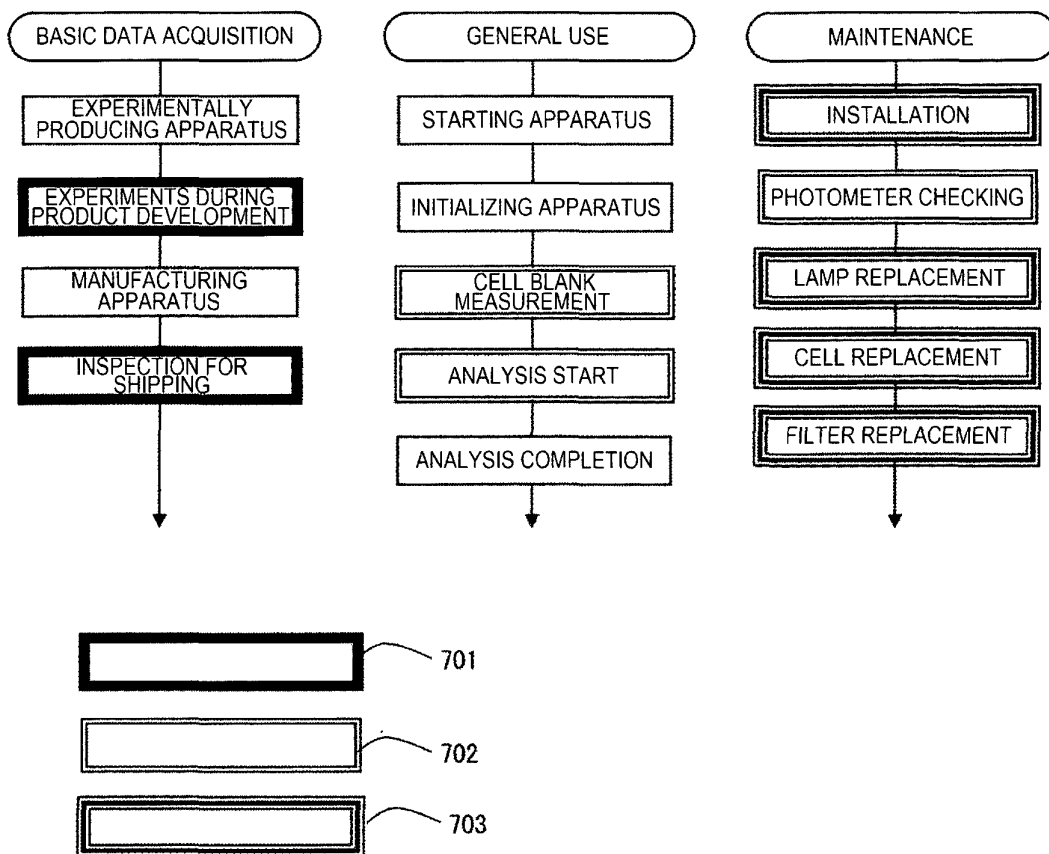 BASIC DATA ACQUISITION
EXPERIMENTALLY
PRODUCING APPARATUS
EXPERIMENTS DURING
PRODUCT DEVELOPMENT
MANUFACTURING
APPARATUS
INSPECTION FOR
SHIPPING
GENERAL USE
STARTING APPARATUS
INITIALIZING APPARATUS
CELL BLANK
MEASUREMENT
ANALYSIS START
ANALYSIS COMPLETION
MAINTENANCE
INSTALLATION
PHOTOMETER CHECKING
LAMP REPLACEMENT
CELL REPLACEMENT
FILTER REPLACEMENT
701
702
703